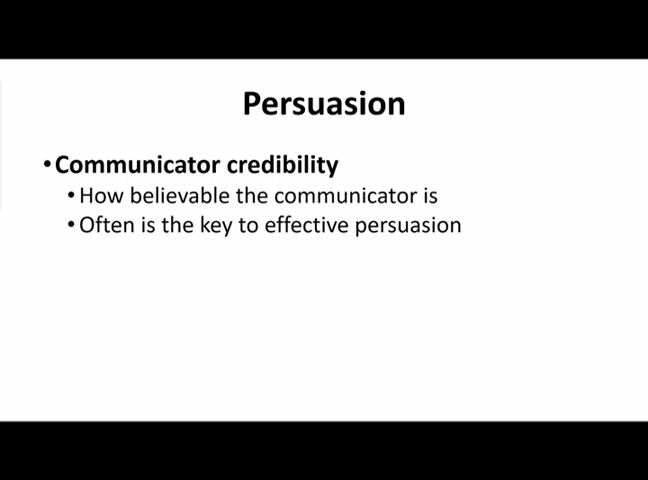 Persuasion
•Communicator credibility
•How believable the communicator is
•Often is the key to effective persuasion